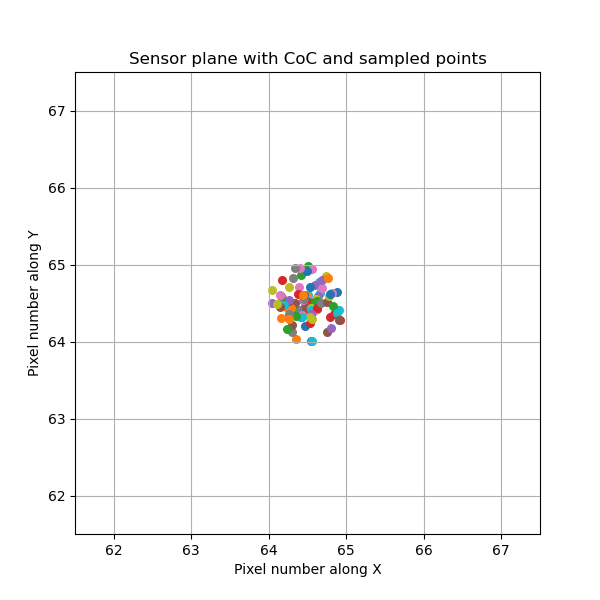 Sensor plane with CoC and sampled points
67
66
65
64
63
62
Pixel number along Y
62 63 64 65 66 67
Pixel number along X